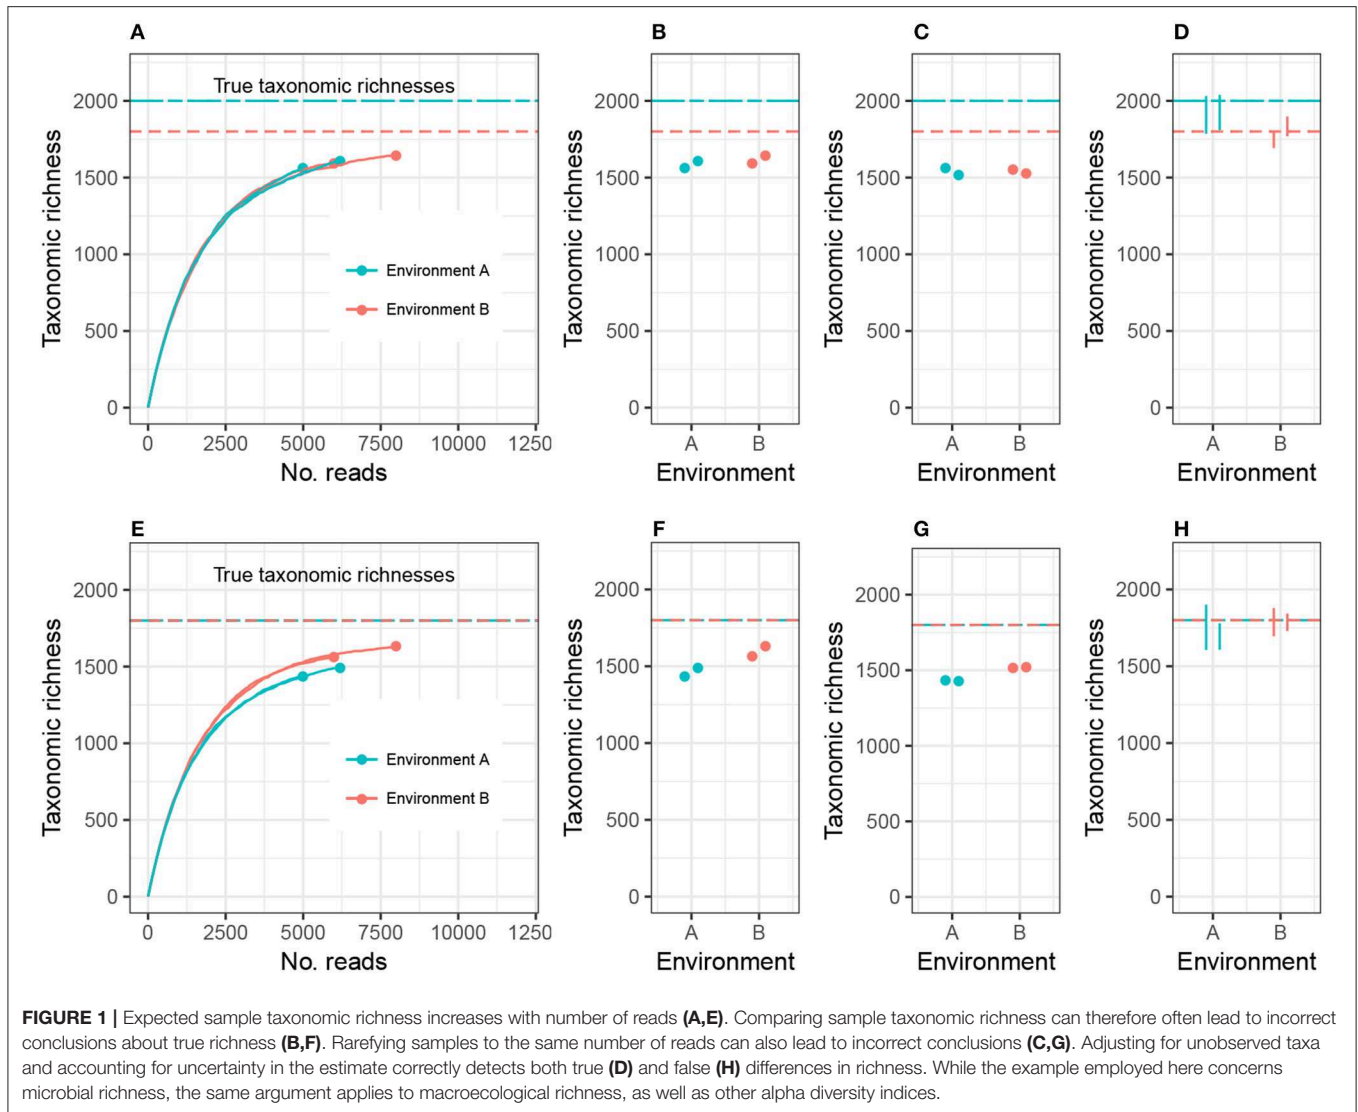 A
B
C
D
Taxonomic richness
2000
1500
1000
500
0
True taxonomic richnesses
Environment A
Environment B
0
2500
5000
7500
10000
1250
No. reads
Taxonomic richness
2000
1500
1000
500
0
A
B
Environment
Taxonomic richness
2000
1500
1000
500
0
A
B
Environment
Taxonomic richness
2000
1500
1000
500
0
A
B
Environment
E
F
G
H
Taxonomic richness
2000
1500
1000
500
0
True taxonomic richnesses
Environment A
Environment B
0
2500
5000
7500
10000
1250
No. reads
Taxonomic richness
2000
1500
1000
500
0
A
B
Environment
Taxonomic richness
2000
1500
1000
500
0
A
B
Environment
Taxonomic richness
2000
1500
1000
500
0
A
B
Environment
FIGURE 1 | Expected sample taxonomic richness increases with number of reads (A,E). Comparing sample taxonomic richness can therefore often lead to incorrect
conclusions about true richness (B,F). Rarefying samples to the same number of reads can also lead to incorrect conclusions (C,G). Adjusting for unobserved taxa
and accounting for uncertainty in the estimate correctly detects both true (D) and false (H) differences in richness. While the example employed here concerns
microbial richness, the same argument applies to macroecological richness, as well as other alpha diversity indices.